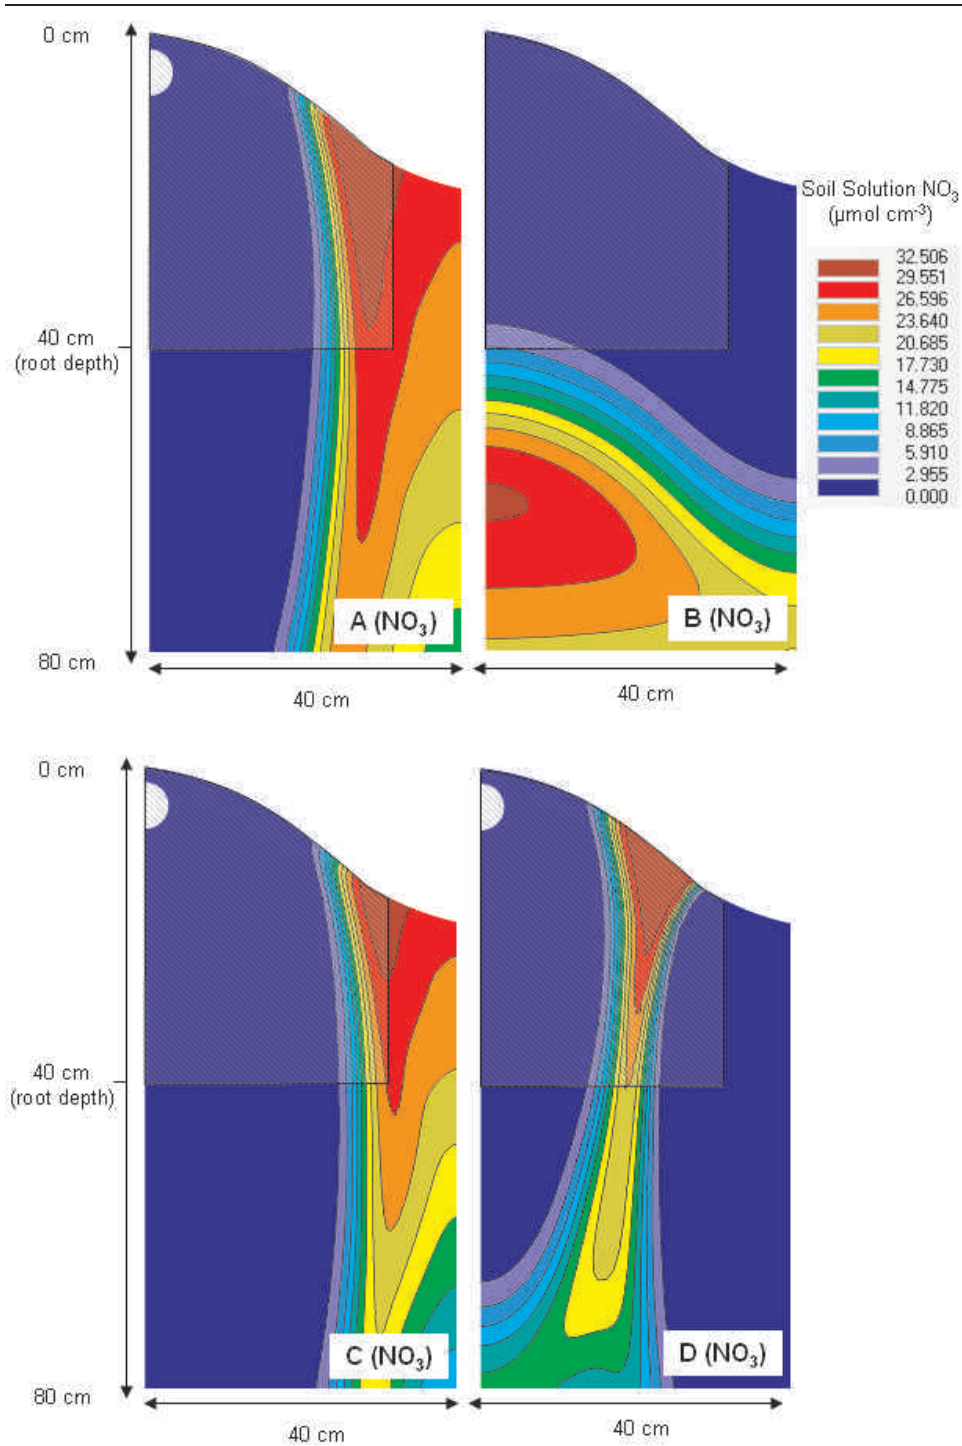 0 cm
40 cm
(root depth)
80 cm
A (NO3)
40 cm
B (NO3)
40 cm
Soil Solution NO3
(µmol cm-3)
32.506
29.551
26.596
23.640
20.685
17.730
14.775
11.820
8.865
5.910
2.955
0.000
0 cm
40 cm
(root depth)
80 cm
C (NO3)
40 cm
D (NO3)
40 cm